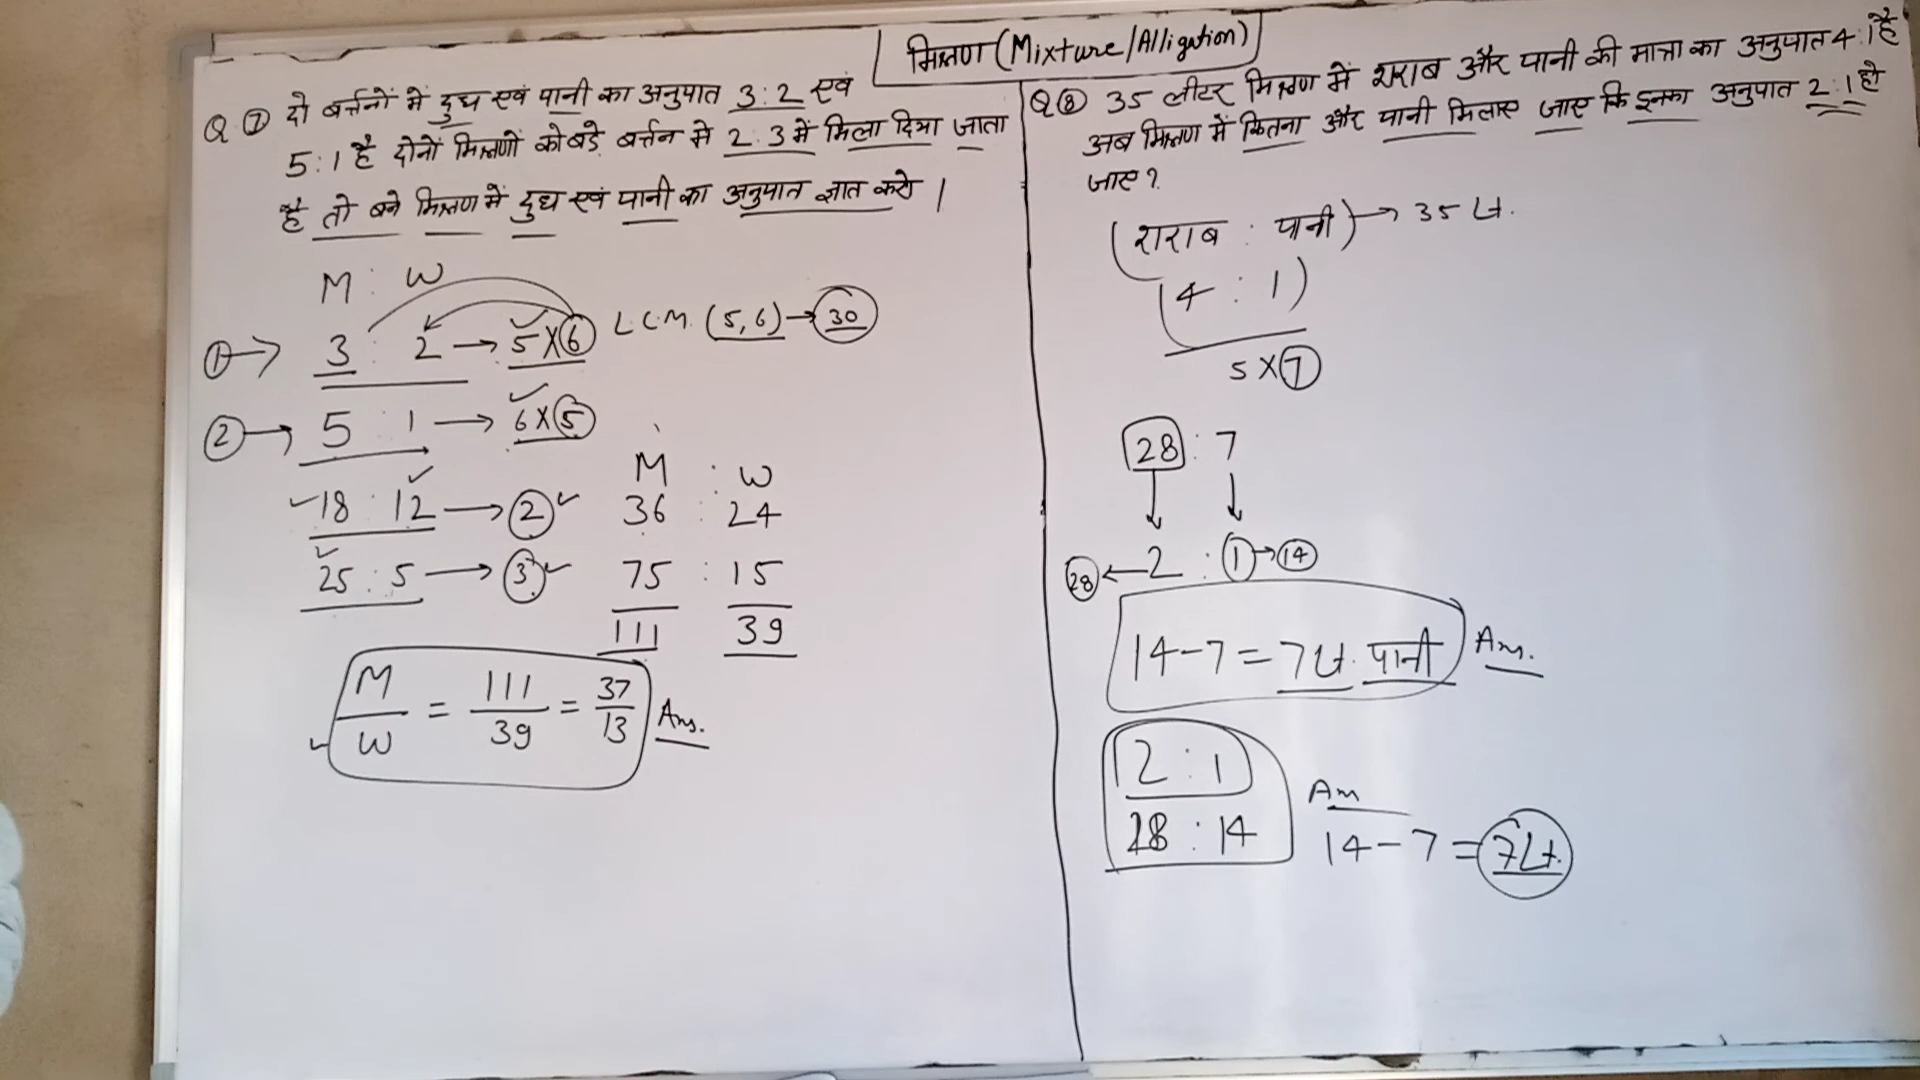 मिश्रण (Mixture/Alligation)
Q ⑦ दो बर्त्तनों में दुध एवं पानी का अनुपात 3:2 एवं
5:1 है दोनों मिश्रणों को बड़े बर्त्तन मे 2:3 में मिला दिया जाता
है तो बने मिश्रण में दुध एवं पानी का अनुपात ज्ञात करो |
M : W
① → 3 : 2 → 5×⑥ LCM (5,6) → 30
② → 5 : 1 → 6×⑤
18 : 12 → ②
25 : 5 → ③
M : W
36 : 24
75 : 15
111 39
M/W = 111/39 = 37/13 Ans.
Q ⑧ 35 लीटर मिश्रण में शराब और पानी की मात्रा का अनुपात 4:1 है
अब मिश्रण में कितना और पानी मिलाए जाए कि इनका अनुपात 2:1 हो
जाए ?
(शराब : पानी) → 35 Lt.
(4 : 1)
5×⑦
28 : 7
28 ← 2 : ① → ⑭
14-7 = 7Lt. पानी Ans.
2 : 1
28 : 14
Ans
14-7 = 7Lt.